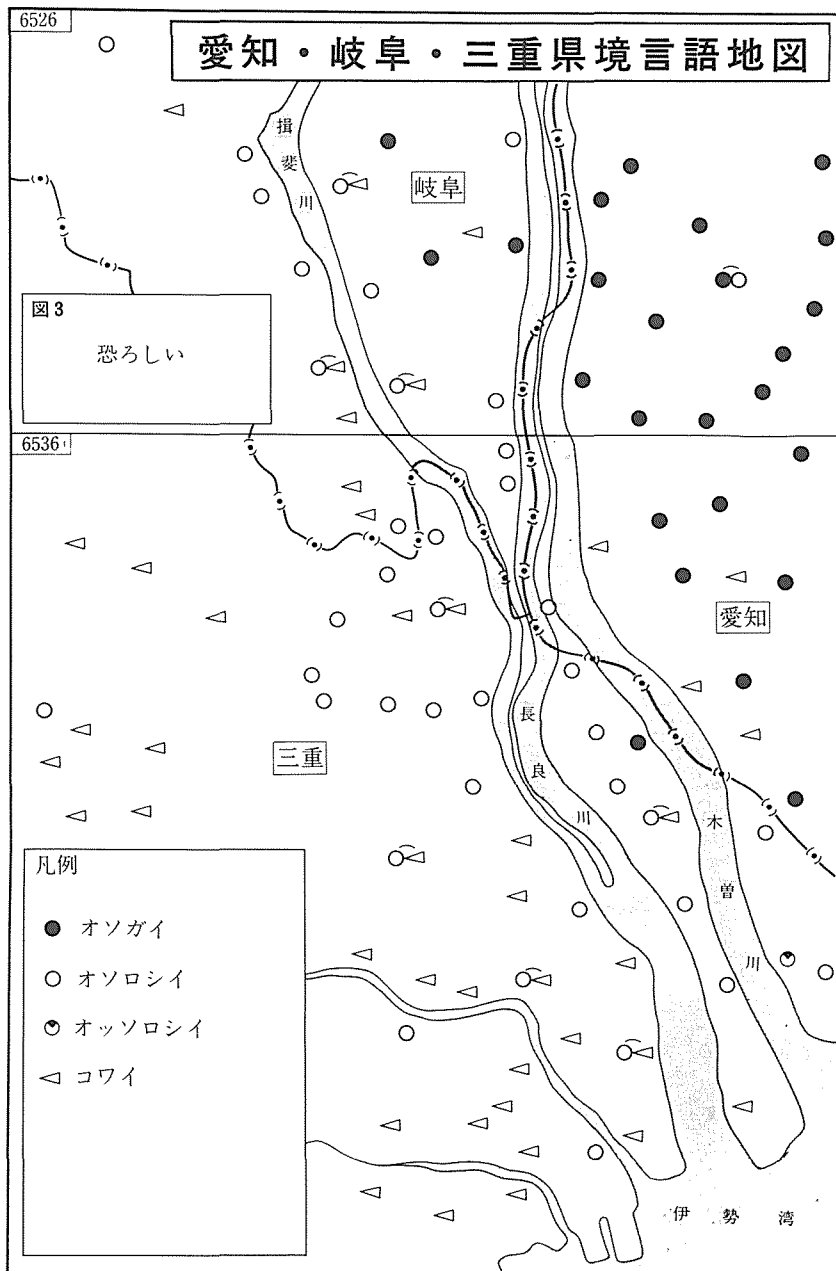 6526
愛知・岐阜・三重県境言語地図
揖斐川
岐阜
図3
恐ろしい
6536
愛知
三重
長良川
木曽川
凡例
オソガイ
オソロシイ
オッソロシイ
コワイ
伊勢湾